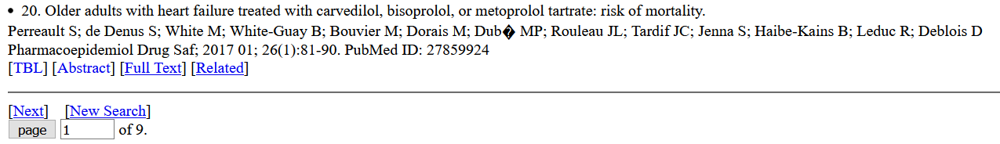 • 20. Older adults with heart failure treated with carvedilol, bisoprolol, or metoprolol tartrate: risk of mortality.
Perreault S; de Denus S; White M; White-Guay B; Bouvier M; Dorais M; Dub� MP; Rouleau JL; Tardif JC; Jenna S; Haibe-Kains B; Leduc R; Deblois D
Pharmacoepidemiol Drug Saf; 2017 01; 26(1):81-90. PubMed ID: 27859924
[TBL] [Abstract] [Full Text] [Related]
[Next] [New Search]
page 1 of 9.